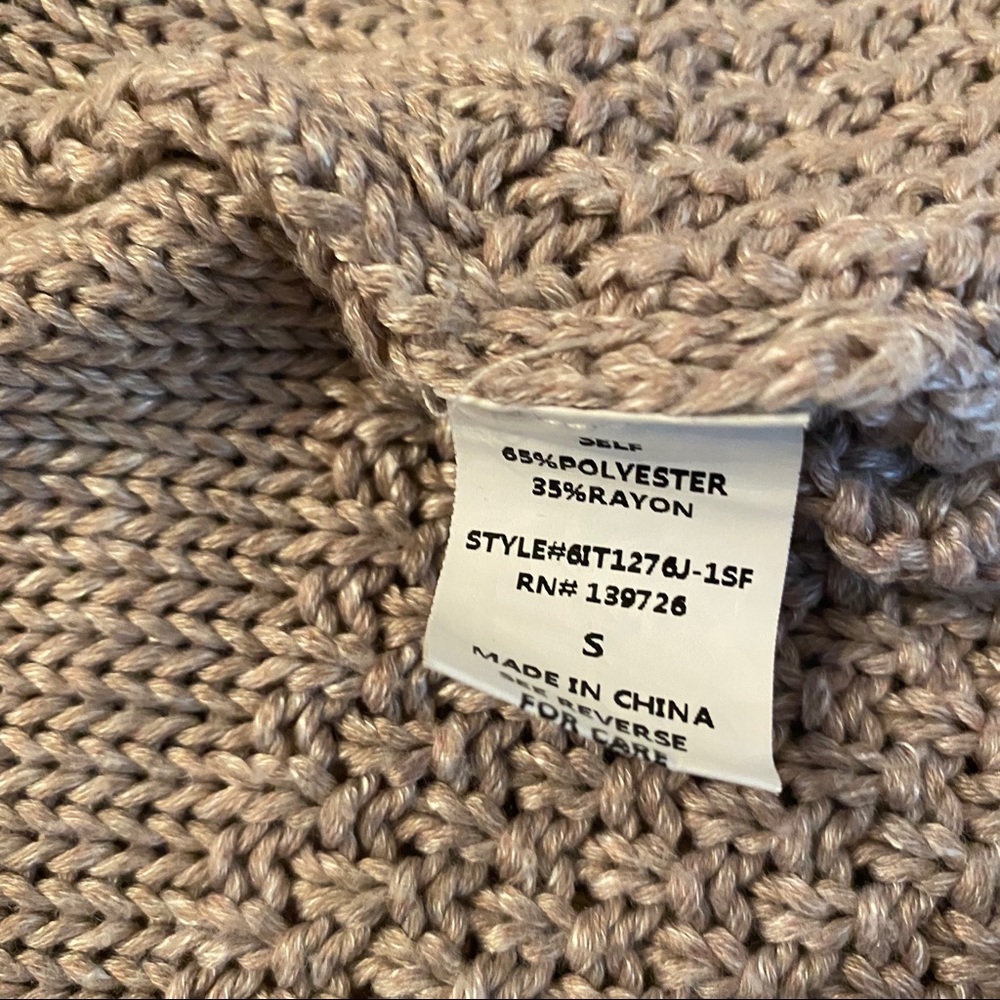 SELF
65%POLYESTER
35%RAYON
STYLE#6IT1276J-1SF
RN# 139726
S
MADE IN CHINA
SEE REVERSE
FOR CARE